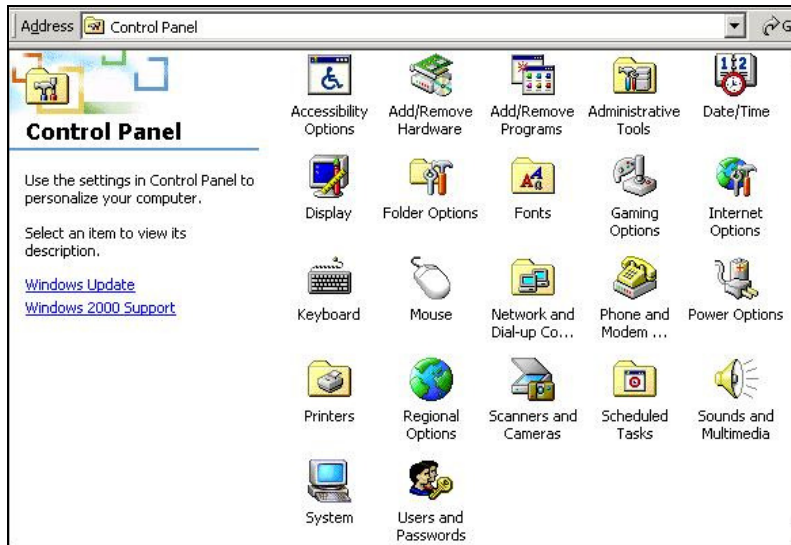 Address Control Panel G
Control Panel
Use the settings in Control Panel to
personalize your computer.
Select an item to view its
description.
Windows Update
Windows 2000 Support
Accessibility
Options
Add/Remove
Hardware
Add/Remove
Programs
Administrative
Tools
Date/Time
Display
Folder Options
Fonts
Gaming
Options
Internet
Options
Keyboard
Mouse
Network and
Dial-up Co...
Phone and
Modem ...
Power Options
Printers
Regional
Options
Scanners and
Cameras
Scheduled
Tasks
Sounds and
Multimedia
System
Users and
Passwords